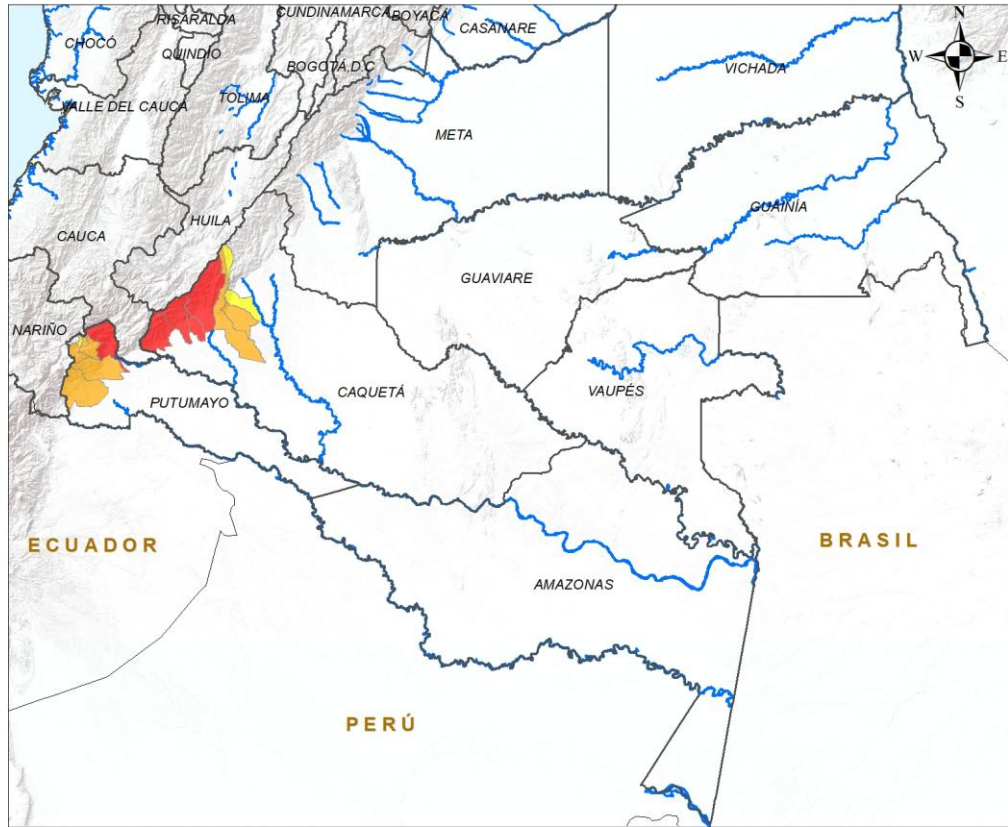 CUNDINAMARCA
BOYACÁ
RISARALDA
CASANARE
N
CHOCÓ
QUINDIO
BOGOTÁ D.C
W
E
VICHADA
S
TOLIMA
VALLE DEL CAUCA
META
GUAINÍA
HUILA
CAUCA
GUAVIARE
NARIÑO
CAQUETÁ
VAUPÉS
PUTUMAYO
ECUADOR
BRASIL
AMAZONAS
PERÚ